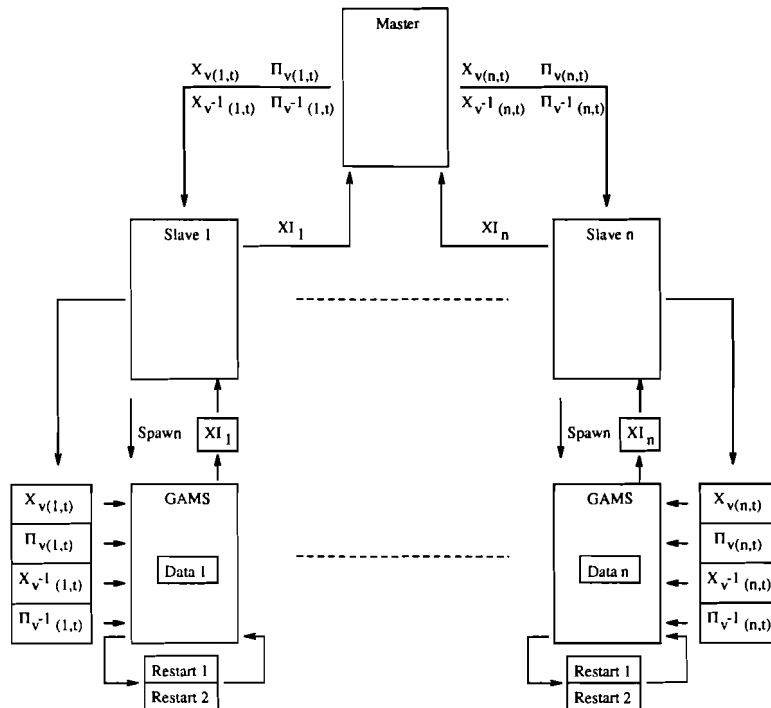 Master
X_v(1,t) Π_v(1,t)
X_v-1 (1,t) Π_v-1 (1,t)
X_v(n,t) Π_v(n,t)
X_v-1 (n,t) Π_v-1 (n,t)
Slave 1
XI_1
XI_n
Slave n
Spawn
XI_1
Spawn
XI_n
X_v(1,t)
Π_v(1,t)
X_v-1 (1,t)
Π_v-1 (1,t)
GAMS
Data 1
Restart 1
Restart 2
GAMS
Data n
Restart 1
Restart 2
X_v(n,t)
Π_v(n,t)
X_v-1 (n,t)
Π_v-1 (n,t)